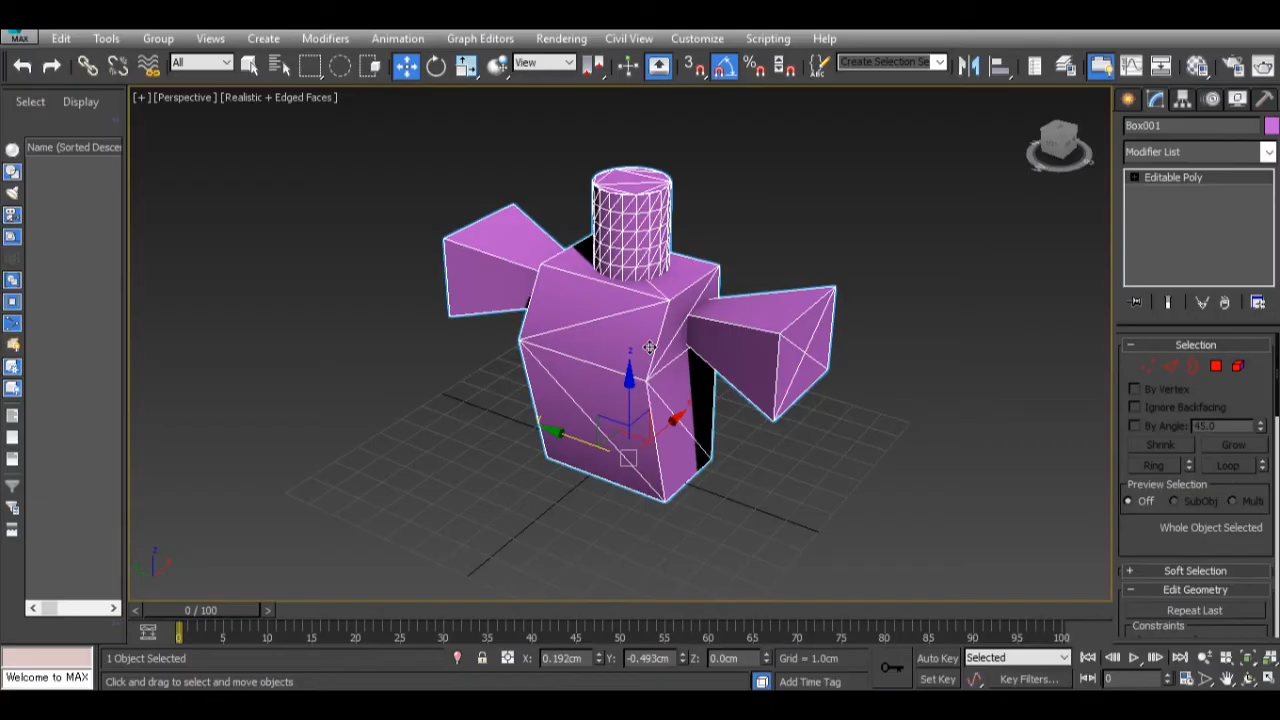 MAX Edit Tools Group Views Create Modifiers Animation Graph Editors Rendering Civil View Customize Scripting Help
All View 3 Create Selection Se
Select Display
[+] [Perspective] [Realistic + Edged Faces]
Name (Sorted Descen
Box001
Modifier List
Editable Poly
Selection
By Vertex
Ignore Backfacing
By Angle: 45.0
Shrink Grow
Ring Loop
Preview Selection
Off SubObj Multi
Whole Object Selected
Soft Selection
Edit Geometry
Repeat Last
Constraints
z
z
0 / 100
0 5 10 15 20 25 30 35 40 45 50 55 60 65 70 75 80 85 90 95 100
1 Object Selected X: 0.192cm Y: -0.493cm Z: 0.0cm Grid = 1.0cm Auto Key Selected
Welcome to MAX Click and drag to select and move objects Add Time Tag Set Key Key Filters... 0